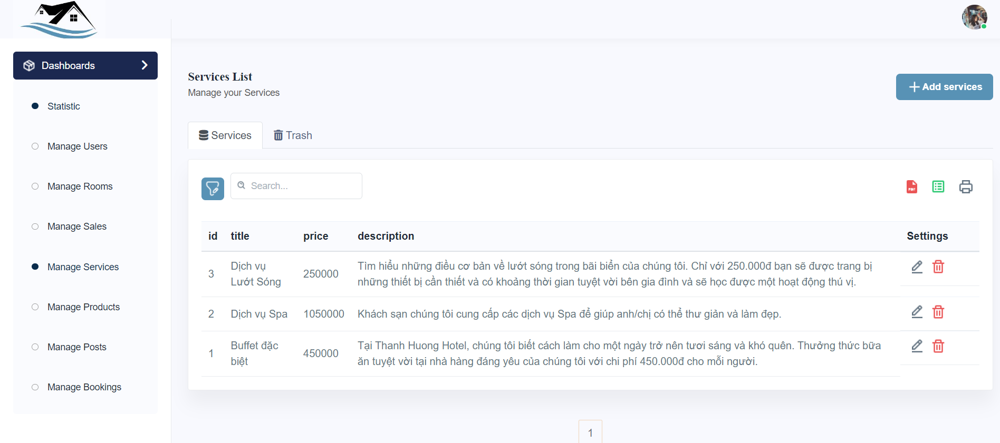 Dashboards
Statistic
Manage Users
Manage Rooms
Manage Sales
Manage Services
Manage Products
Manage Posts
Manage Bookings
Services List
Manage your Services
Add services
Services
Trash
Search...
PDF
id title price description Settings
3 Dịch vụ Lướt Sóng 250000 Tìm hiểu những điều cơ bản về lướt sóng trong bãi biển của chúng tôi. Chỉ với 250.000đ bạn sẽ được trang bị
những thiết bị cần thiết và có khoảng thời gian tuyệt vời bên gia đình và sẽ học được một hoạt động thú vị.
2 Dịch vụ Spa 1050000 Khách sạn chúng tôi cung cấp các dịch vụ Spa để giúp anh/chị có thể thư giản và làm đẹp.
1 Buffet đặc biệt 450000 Tại Thanh Huong Hotel, chúng tôi biết cách làm cho một ngày trở nên tươi sáng và khó quên. Thưởng thức bữa
ăn tuyệt vời tại nhà hàng đáng yêu của chúng tôi với chi phí 450.000đ cho mỗi người.
1